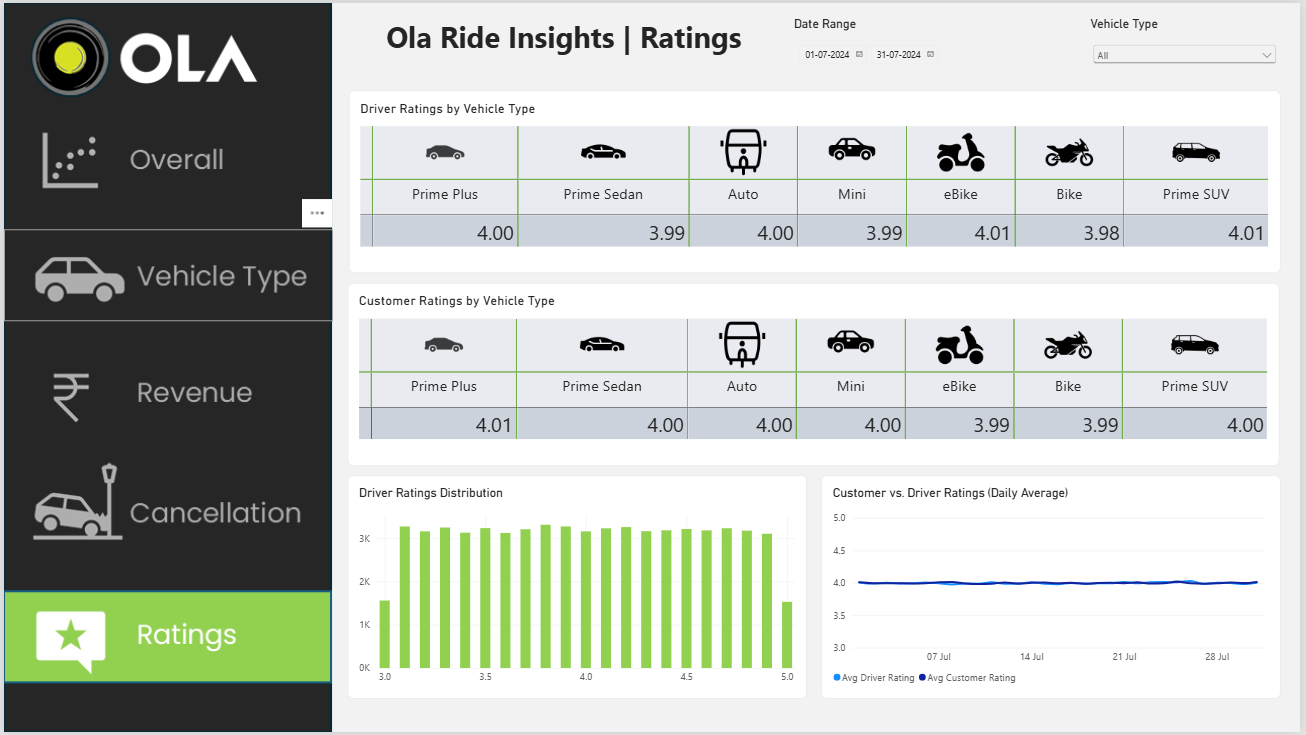 OLA
Overall
Vehicle Type
Revenue
Cancellation
Ratings
Ola Ride Insights | Ratings
Date Range
01-07-2024 31-07-2024
Vehicle Type
All
Driver Ratings by Vehicle Type
Prime Plus Prime Sedan Auto Mini eBike Bike Prime SUV
4.00 3.99 4.00 3.99 4.01 3.98 4.01
Customer Ratings by Vehicle Type
Prime Plus Prime Sedan Auto Mini eBike Bike Prime SUV
4.01 4.00 4.00 4.00 3.99 3.99 4.00
Driver Ratings Distribution
3K
2K
1K
0K
3.0 3.5 4.0 4.5 5.0
Customer vs. Driver Ratings (Daily Average)
5.0
4.5
4.0
3.5
3.0
07 Jul 14 Jul 21 Jul 28 Jul
Avg Driver Rating Avg Customer Rating